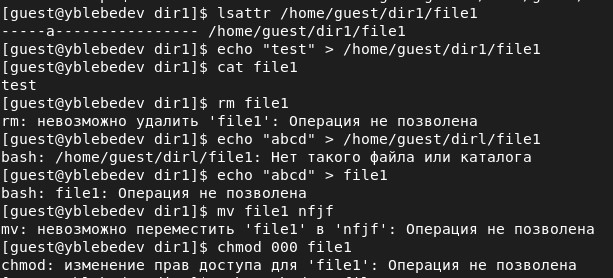 [guest@yblebedev dir1]$ lsattr /home/guest/dir1/file1
-----a---------------- /home/guest/dir1/file1
[guest@yblebedev dir1]$ echo "test" > /home/guest/dir1/file1
[guest@yblebedev dir1]$ cat file1
test
[guest@yblebedev dir1]$ rm file1
rm: невозможно удалить 'file1': Операция не позволена
[guest@yblebedev dir1]$ echo "abcd" > /home/guest/dirl/file1
bash: /home/guest/dirl/file1: Нет такого файла или каталога
[guest@yblebedev dir1]$ echo "abcd" > file1
bash: file1: Операция не позволена
[guest@yblebedev dir1]$ mv file1 nfjf
mv: невозможно переместить 'file1' в 'nfjf': Операция не позволена
[guest@yblebedev dir1]$ chmod 000 file1
chmod: изменение прав доступа для 'file1': Операция не позволена